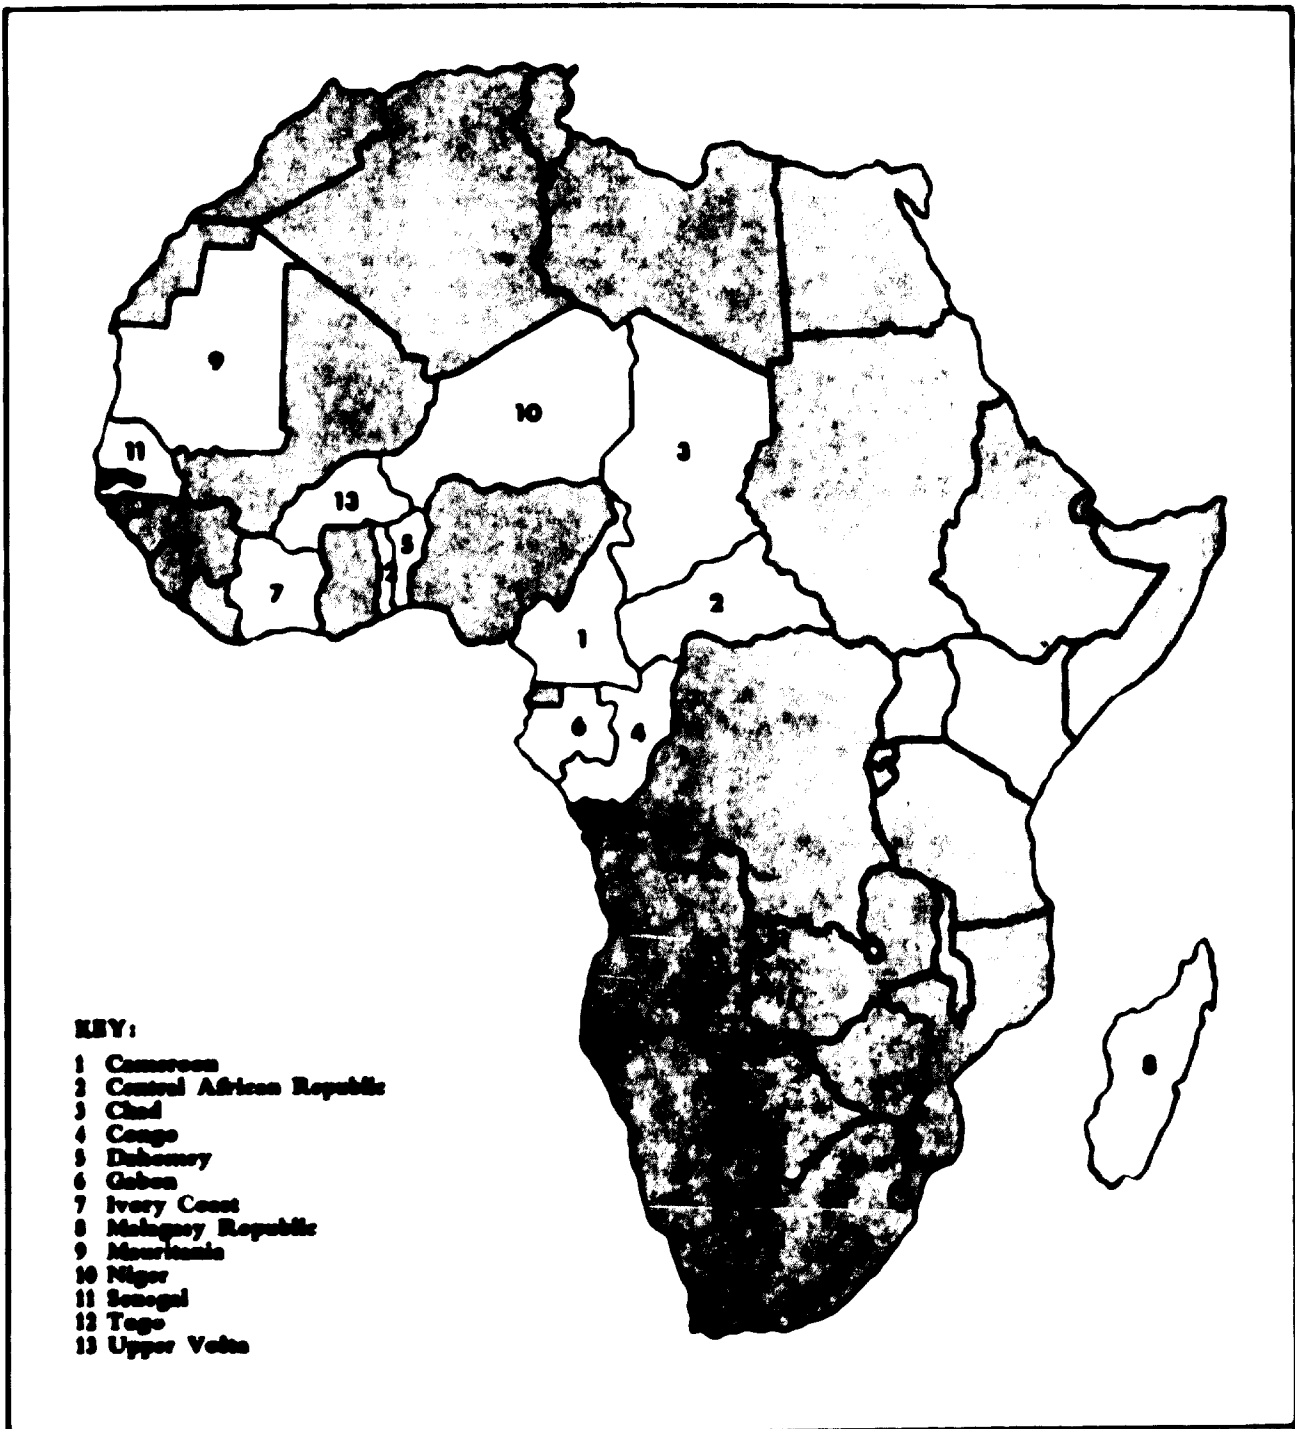 9
10
11
3
13
5
7
2
1
6
4
8
KEY:
1 Cameroon
2 Central African Republic
3 Chad
4 Congo
5 Dahomey
6 Gabon
7 Ivory Coast
8 Malagasy Republic
9 Mauritania
10 Niger
11 Senegal
12 Togo
13 Upper Volta